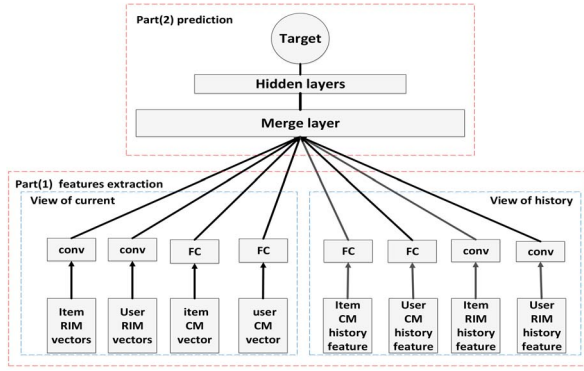 Part(2) prediction
Target
Hidden layers
Merge layer
Part(1) features extraction
View of current
View of history
conv
conv
FC
FC
FC
FC
conv
conv
Item
RIM
vectors
User
RIM
vectors
item
CM
vector
user
CM
vector
Item
CM
history
feature
User
CM
history
feature
Item
RIM
history
feature
User
RIM
history
feature